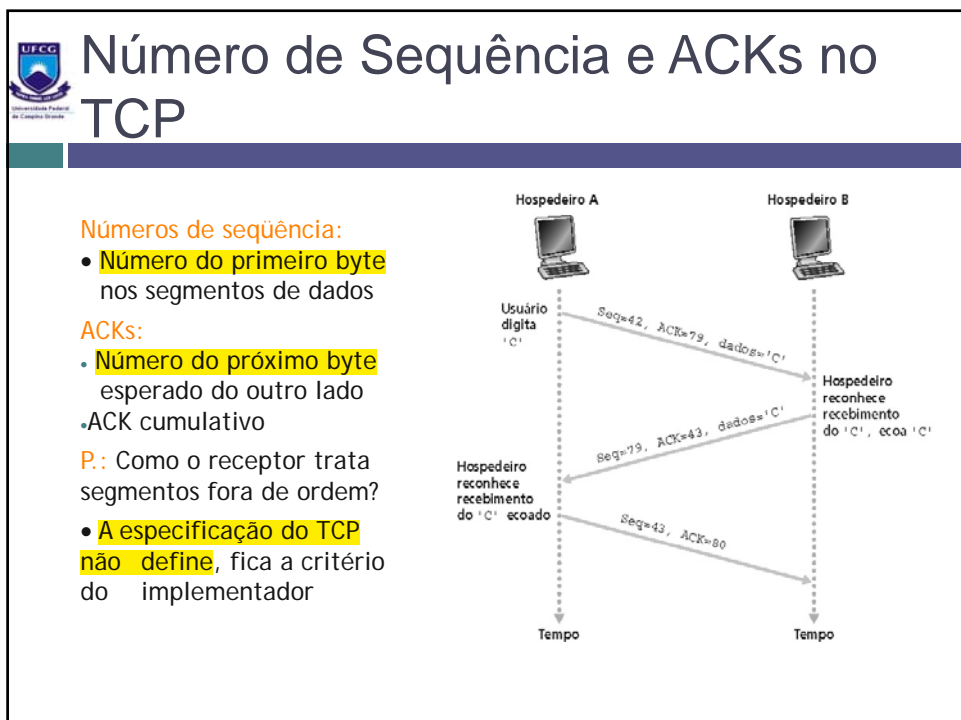 UFCG
Universidade Federal
de Campina Grande
Número de Sequência e ACKs no
TCP
Números de seqüência:
• Número do primeiro byte
nos segmentos de dados
ACKs:
• Número do próximo byte
esperado do outro lado
•ACK cumulativo
P.: Como o receptor trata
segmentos fora de ordem?
• A especificação do TCP
não define, fica a critério
do implementador
Hospedeiro A
Hospedeiro B
Usuário
digita
'C'
Seq=42, ACK=79, dados='C'
Hospedeiro
reconhece
recebimento
do 'C', ecoa 'C'
Seq=79, ACK=43, dados='C'
Hospedeiro
reconhece
recebimento
do 'C' ecoado
Seq=43, ACK=80
Tempo
Tempo